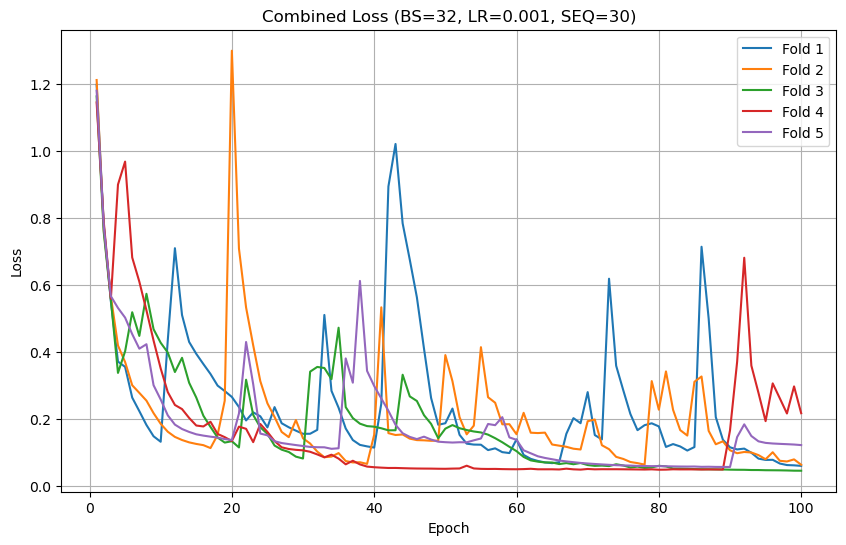 Combined Loss (BS=32, LR=0.001, SEQ=30)
Fold 1
Fold 2
Fold 3
Fold 4
Fold 5
Loss
1.2
1.0
0.8
0.6
0.4
0.2
0.0
0 20 40 60 80 100
Epoch